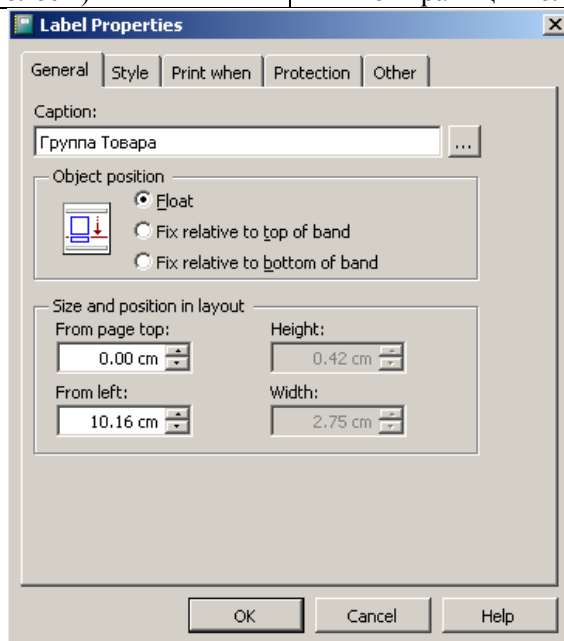 Label Properties
General Style Print when Protection Other
Caption:
Группа Товара ...
Object position
Float
Fix relative to top of band
Fix relative to bottom of band
Size and position in layout
From page top: Height:
0.00 cm 0.42 cm
From left: Width:
10.16 cm 2.75 cm
OK Cancel Help